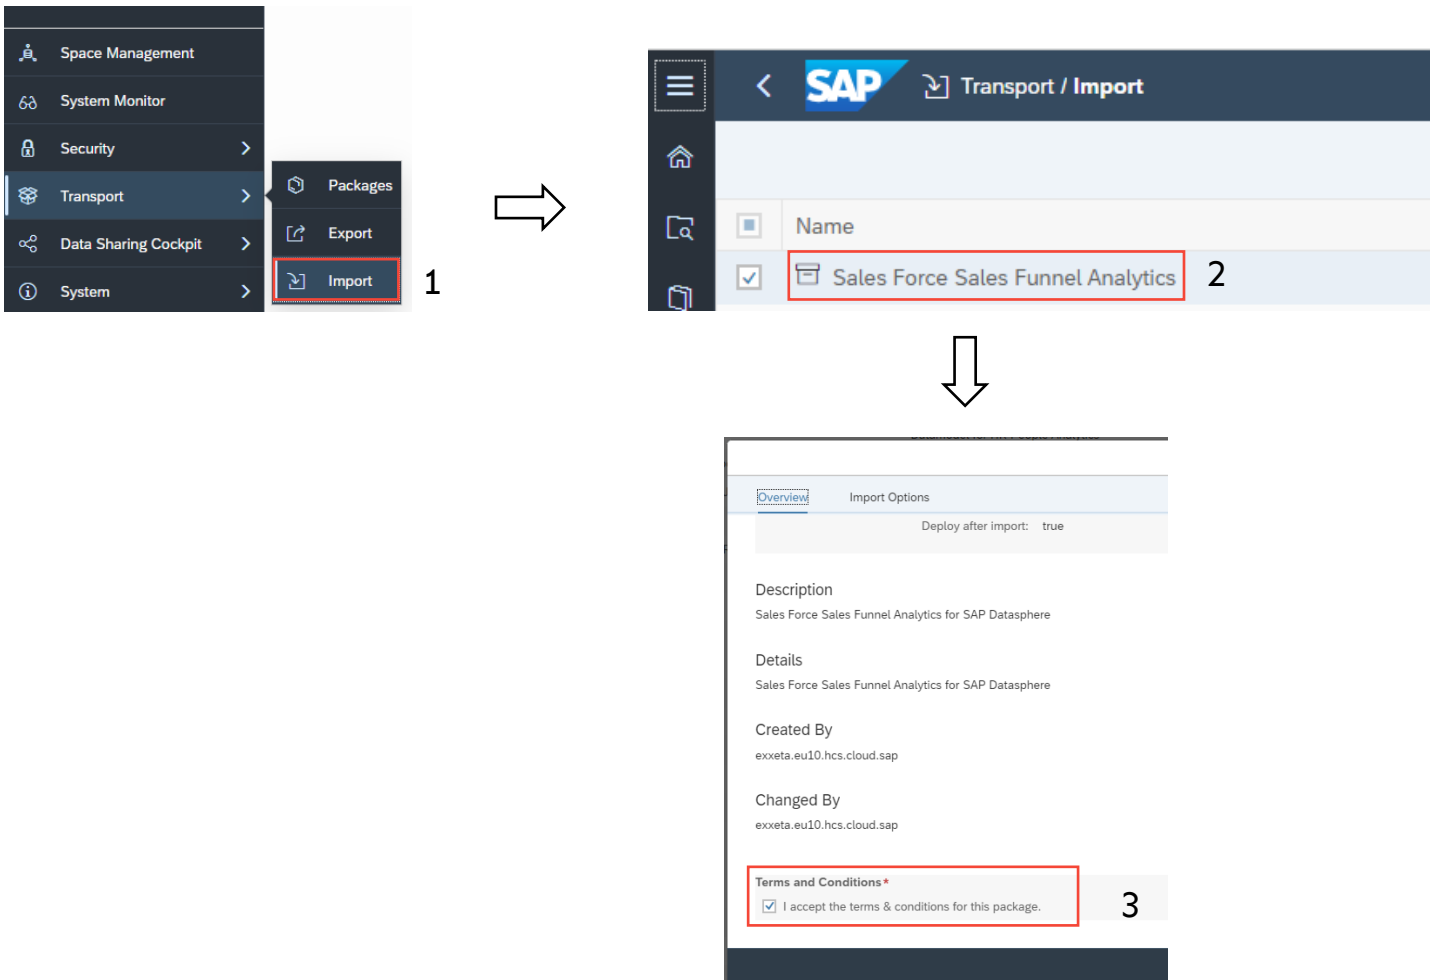 Space Management
System Monitor
Security
Transport
Data Sharing Cockpit
System
Packages
Export
Import
1
SAP
Transport / Import
Name
Sales Force Sales Funnel Analytics
2
Overview
Import Options
Deploy after import: true
Description
Sales Force Sales Funnel Analytics for SAP Datasphere
Details
Sales Force Sales Funnel Analytics for SAP Datasphere
Created By
exxeta.eu10.hcs.cloud.sap
Changed By
exxeta.eu10.hcs.cloud.sap
Terms and Conditions*
I accept the terms & conditions for this package.
3